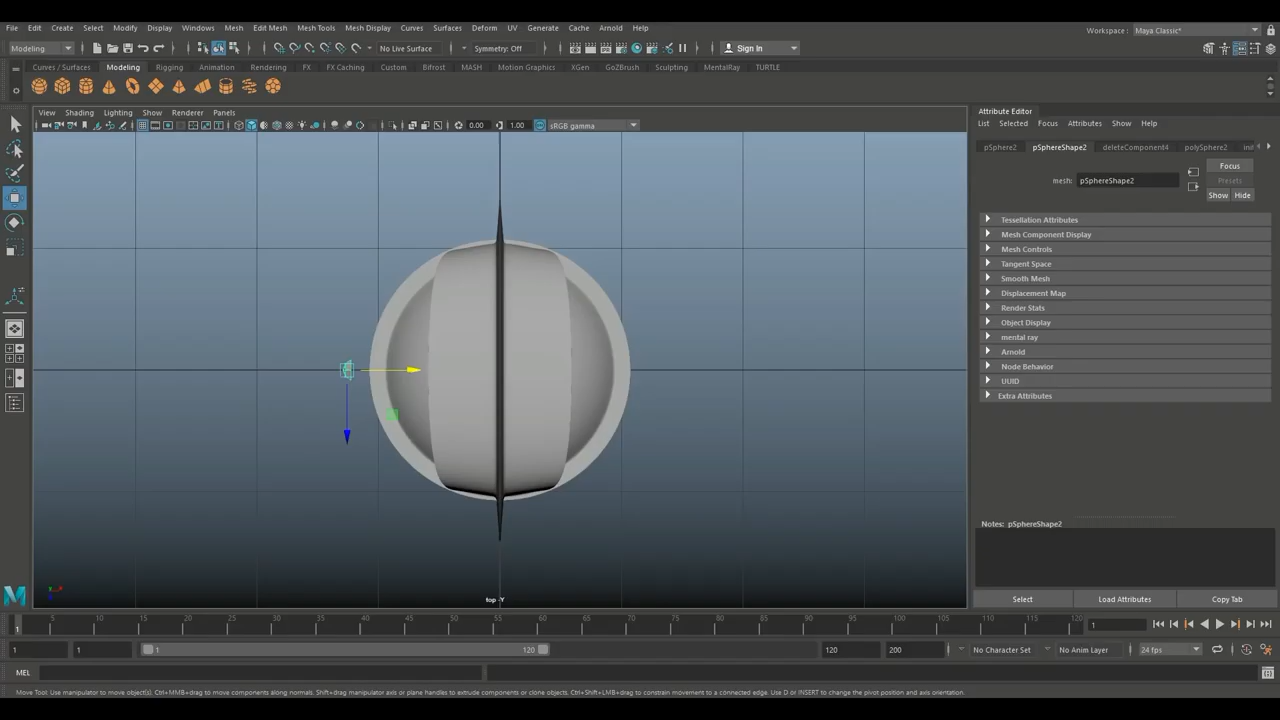 File Edit Create Select Modify Display Windows Mesh Edit Mesh Mesh Tools Mesh Display Curves Surfaces Deform UV Generate Cache Arnold Help
Workspace : Maya Classic*
Modeling No Live Surface Symmetry: Off Sign In
Curves / Surfaces Modeling Rigging Animation Rendering FX FX Caching Custom Bifrost MASH Motion Graphics XGen GoZBrush Sculpting MentalRay TURTLE
View Shading Lighting Show Renderer Panels
0.00 1.00 sRGB gamma
top -Y
Attribute Editor
List Selected Focus Attributes Show Help
pSphere2 pSphereShape2 deleteComponent4 polySphere2
mesh: pSphereShape2
Focus
Presets
Show Hide
Tessellation Attributes
Mesh Component Display
Mesh Controls
Tangent Space
Smooth Mesh
Displacement Map
Render Stats
Object Display
mental ray
Arnold
Node Behavior
UUID
Extra Attributes
Notes: pSphereShape2
Select Load Attributes Copy Tab
1 5 10 15 20 25 30 35 40 45 50 55 60 65 70 75 80 85 90 95 100 105 110 115 120 1
1 1 1 120 120 200 No Character Set No Anim Layer 24 fps
MEL
Move Tool: Use manipulator to move object(s). Ctrl+MMB+drag to move components along normals. Shift+drag manipulator axis or plane handles to extrude components or clone objects. Ctrl+Shift+LMB+drag to constrain movement to a connected edge. Use D or INSERT to change the pivot position and axis orientation.